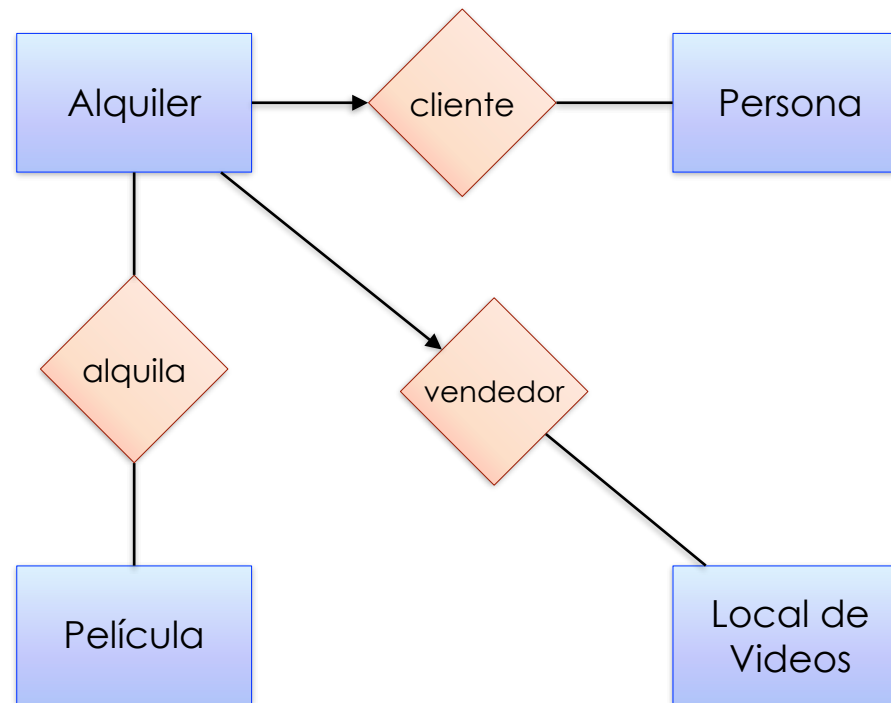 Alquiler
cliente
Persona
alquila
vendedor
Película
Local de
Videos